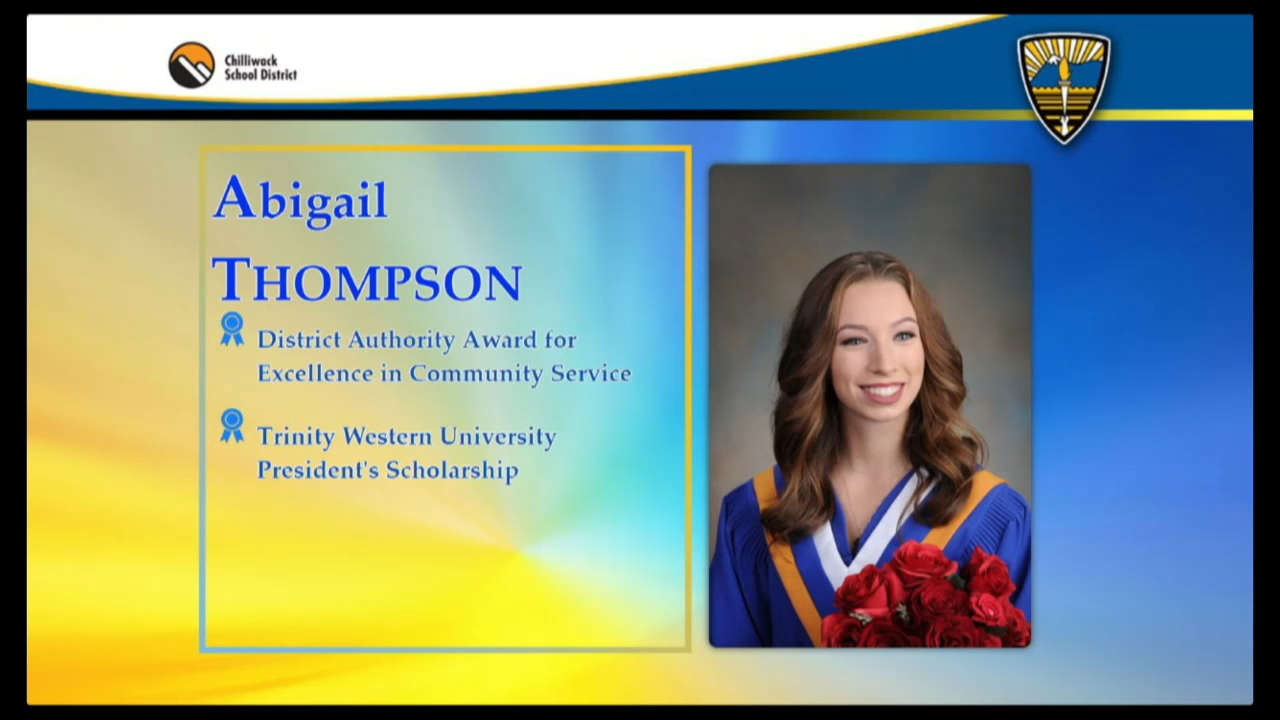 Chilliwack
School District
Abigail
THOMPSON
District Authority Award for
Excellence in Community Service
Trinity Western University
President's Scholarship